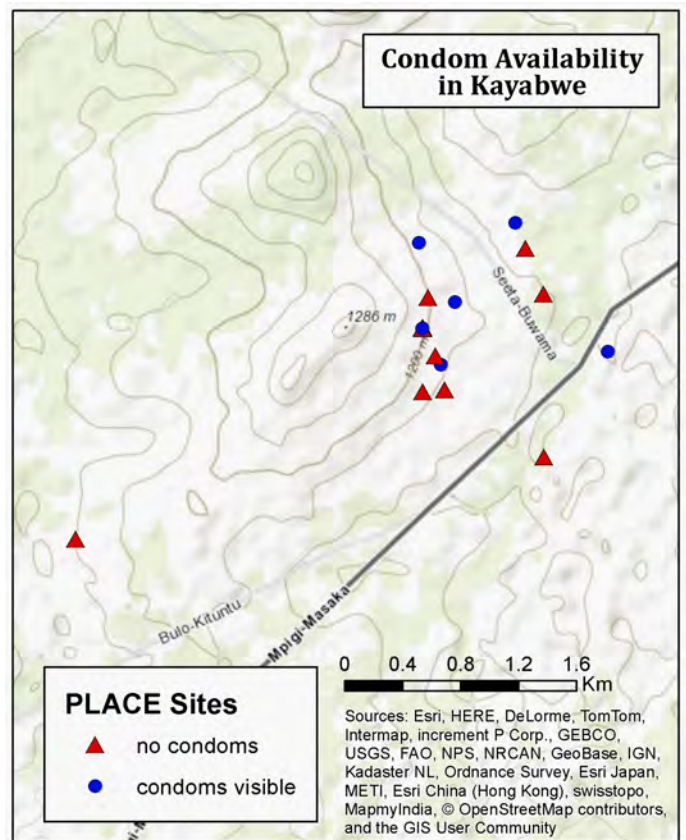 Condom Availability
in Kayabwe
1286 m
1200 m
Seeta-Buwama
Bulo-Kituntu
Mpigi-Masaka
0 0.4 0.8 1.2 1.6
Km
PLACE Sites
no condoms
condoms visible
Sources: Esri, HERE, DeLorme, TomTom,
Intermap, increment P Corp., GEBCO,
USGS, FAO, NPS, NRCAN, GeoBase, IGN,
Kadaster NL, Ordnance Survey, Esri Japan,
METI, Esri China (Hong Kong), swisstopo,
MapmyIndia, © OpenStreetMap contributors,
and the GIS User Community